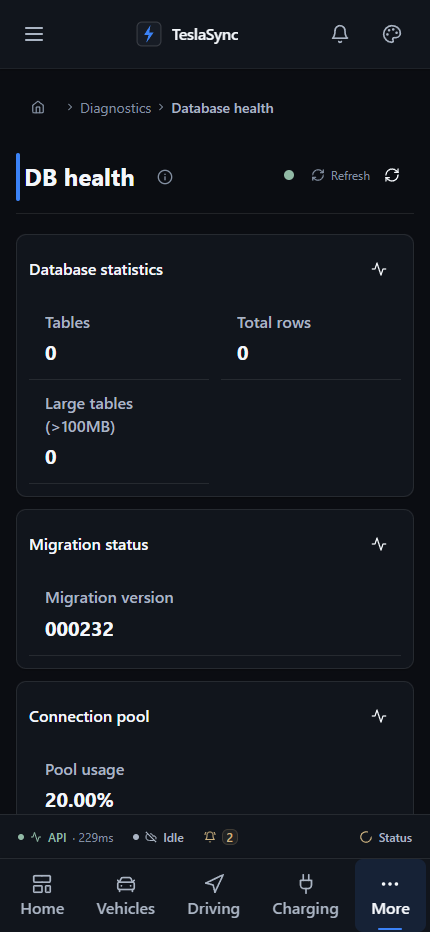 TeslaSync
Diagnostics Database health
DB health Refresh
Database statistics
Tables Total rows
0 0
Large tables
(>100MB)
0
Migration status
Migration version
000232
Connection pool
Pool usage
20.00%
API · 229ms Idle 2 Status
Home Vehicles Driving Charging More